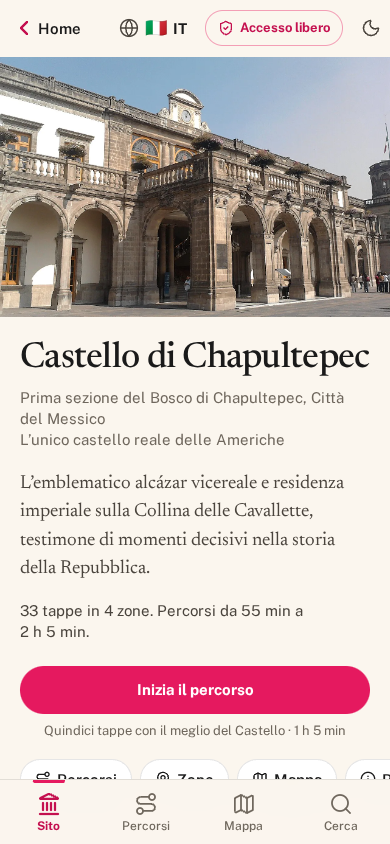 Home
IT
Accesso libero
Castello di Chapultepec
Prima sezione del Bosco di Chapultepec, Città
del Messico
L'unico castello reale delle Americhe
L'emblematico alcázar vicereale e residenza
imperiale sulla Collina delle Cavallette,
testimone di momenti decisivi nella storia
della Repubblica.
33 tappe in 4 zone. Percorsi da 55 min a
2 h 5 min.
Inizia il percorso
Quindici tappe con il meglio del Castello · 1 h 5 min
Percorsi
Zone
Mappa
Sito
Percorsi
Mappa
Cerca